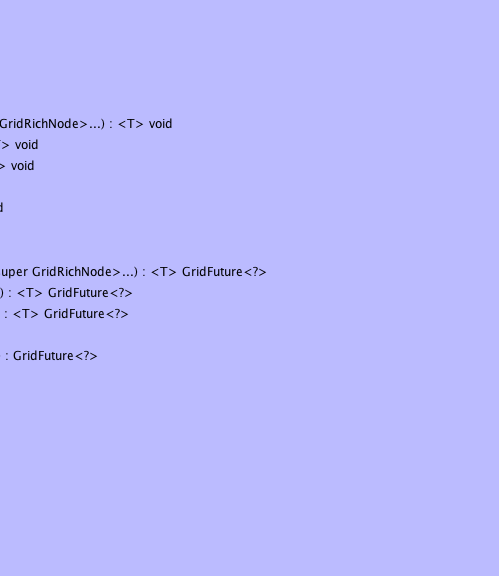 GridRichNode>...) : <T> void
> void
> void
d
uper GridRichNode>...) : <T> GridFuture<?>
) : <T> GridFuture<?>
: <T> GridFuture<?>
: GridFuture<?>